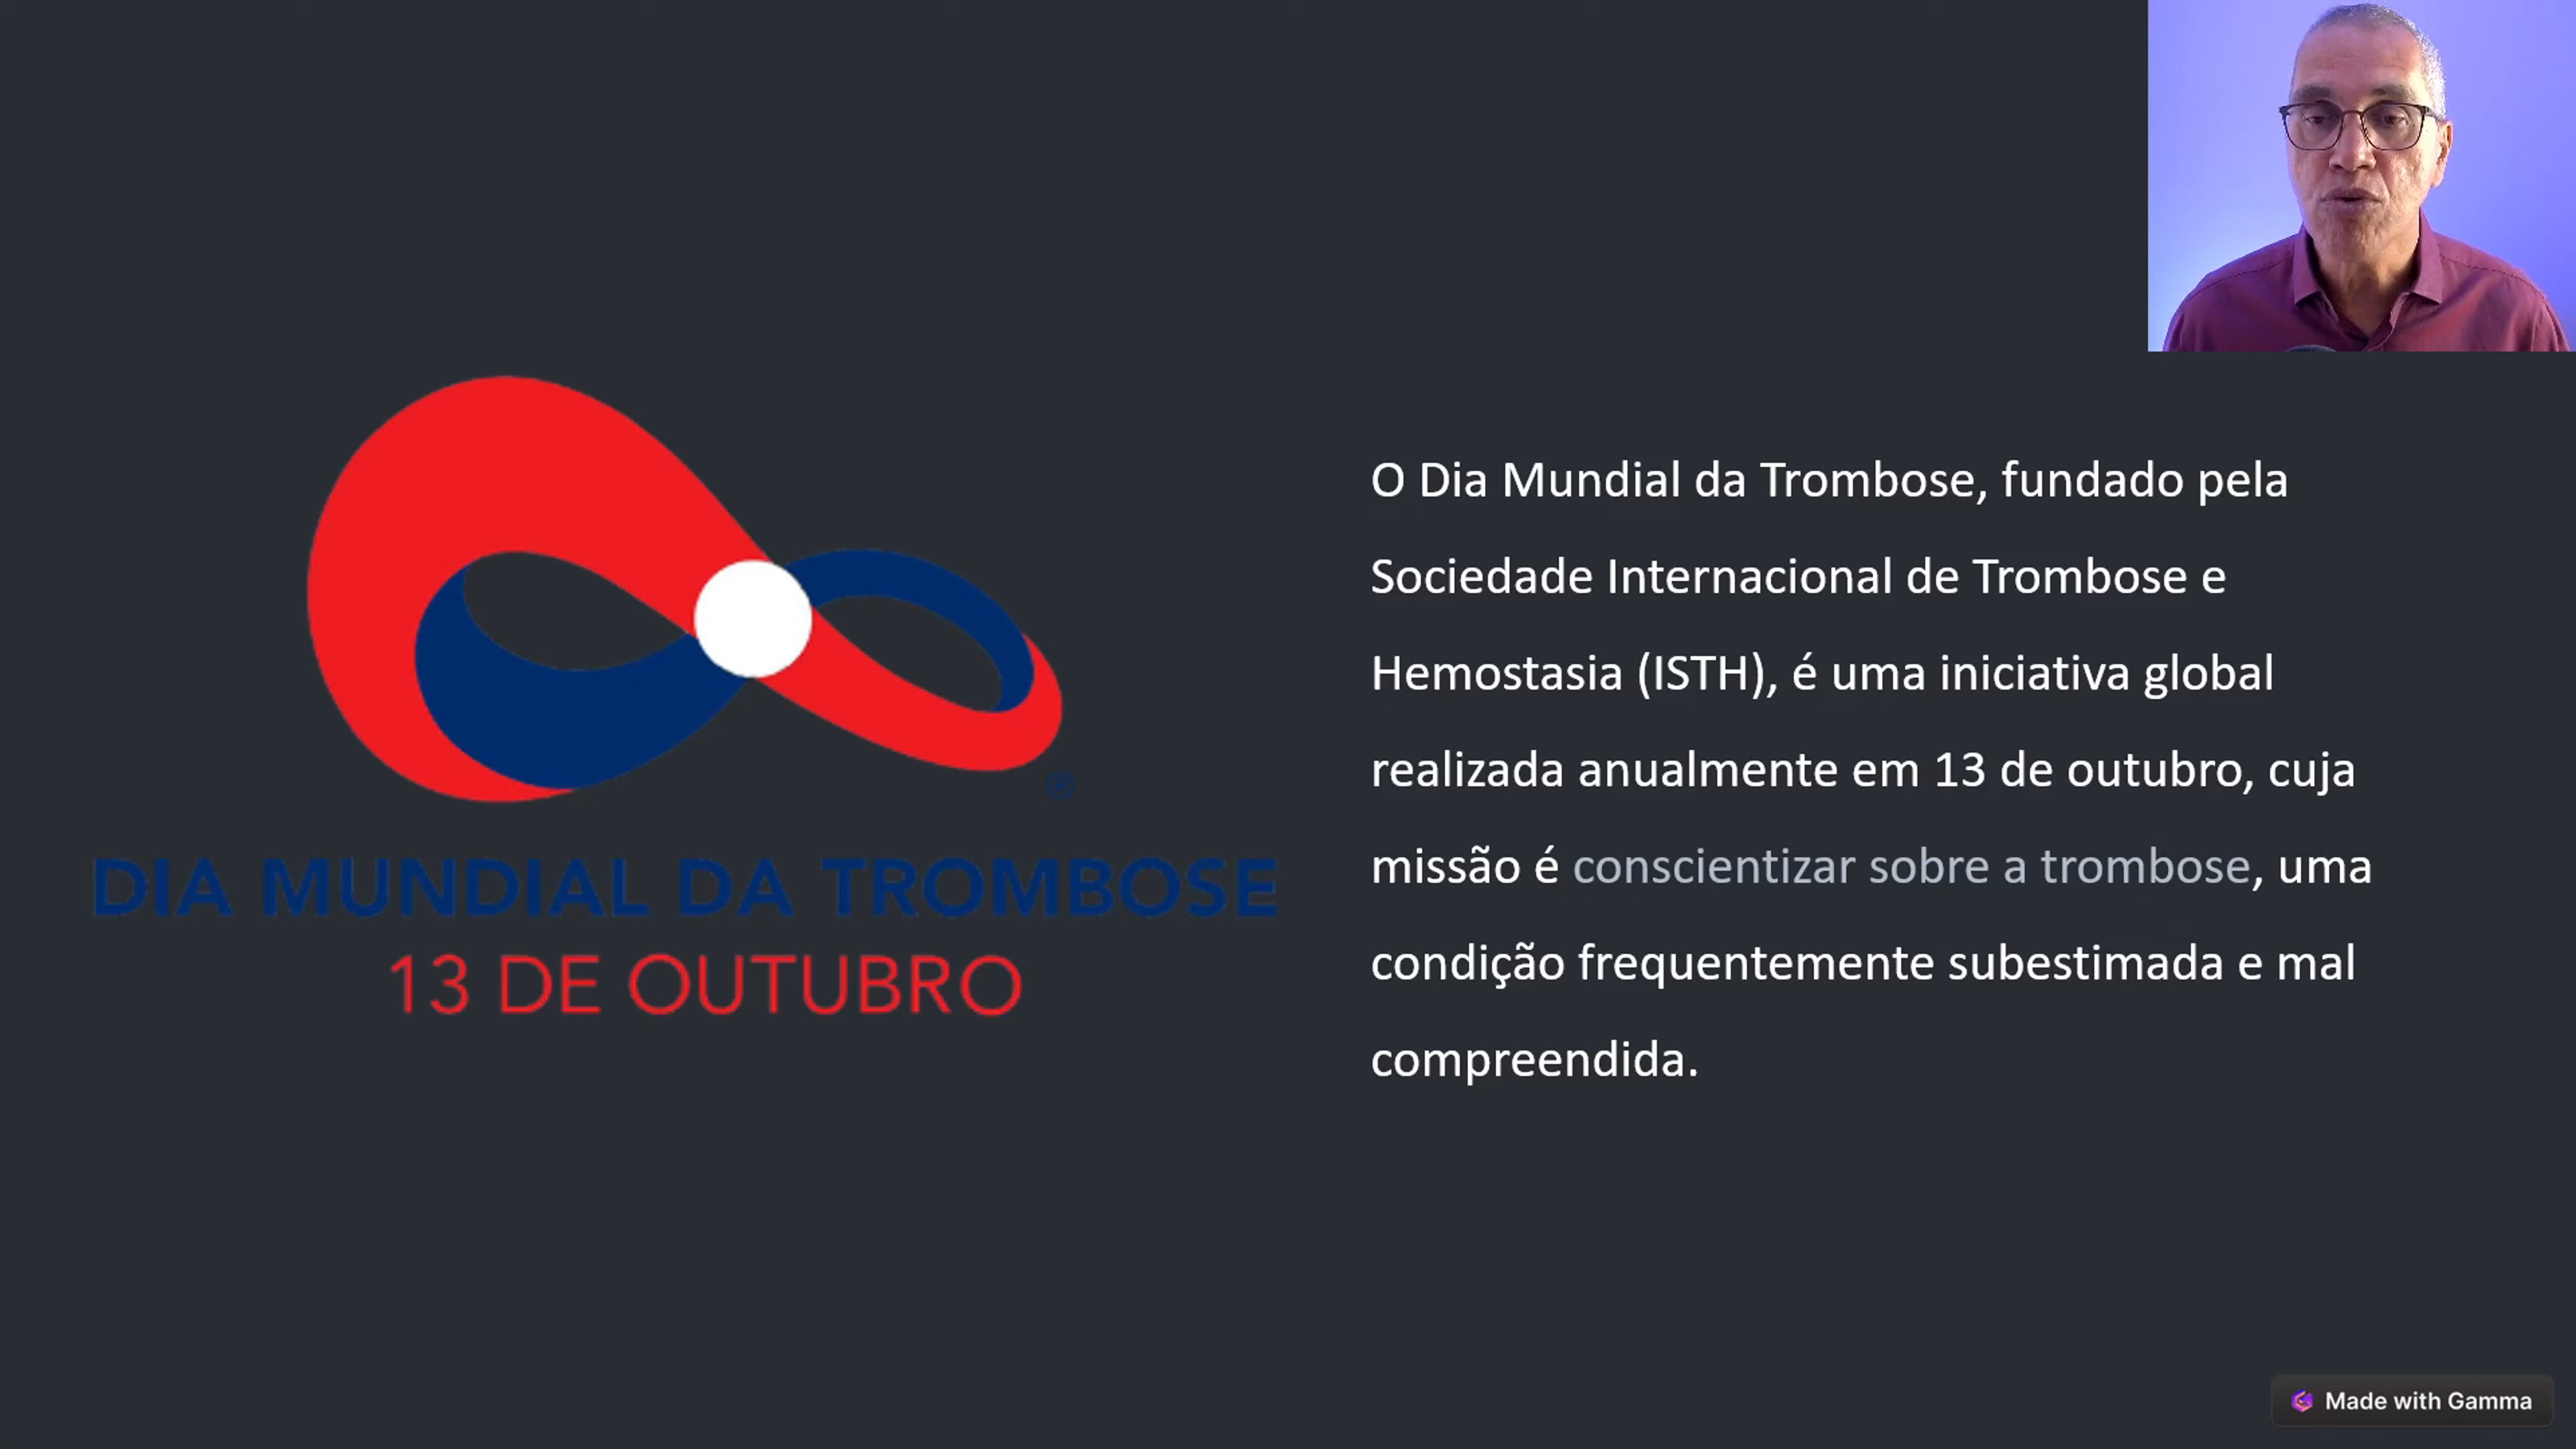 DIA MUNDIAL DA TROMBOSE
13 DE OUTUBRO
O Dia Mundial da Trombose, fundado pela
Sociedade Internacional de Trombose e
Hemostasia (ISTH), é uma iniciativa global
realizada anualmente em 13 de outubro, cuja
missão é conscientizar sobre a trombose, uma
condição frequentemente subestimada e mal
compreendida.
Made with Gamma